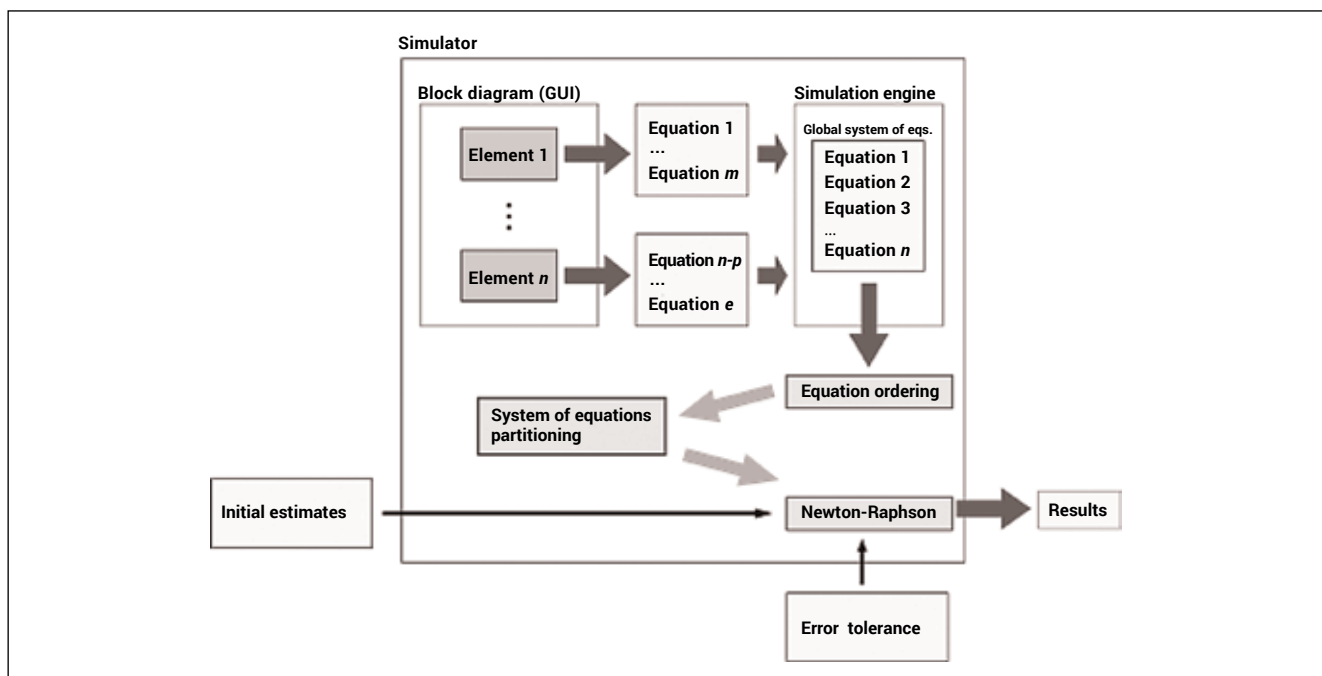 Simulator
Block diagram (GUI)
Element 1
⋮
Element n
Equation 1
...
Equation m
Equation n-p
...
Equation e
Simulation engine
Global system of eqs.
Equation 1
Equation 2
Equation 3
...
Equation n
Equation ordering
System of equations
partitioning
Initial estimates
Newton-Raphson
Results
Error tolerance